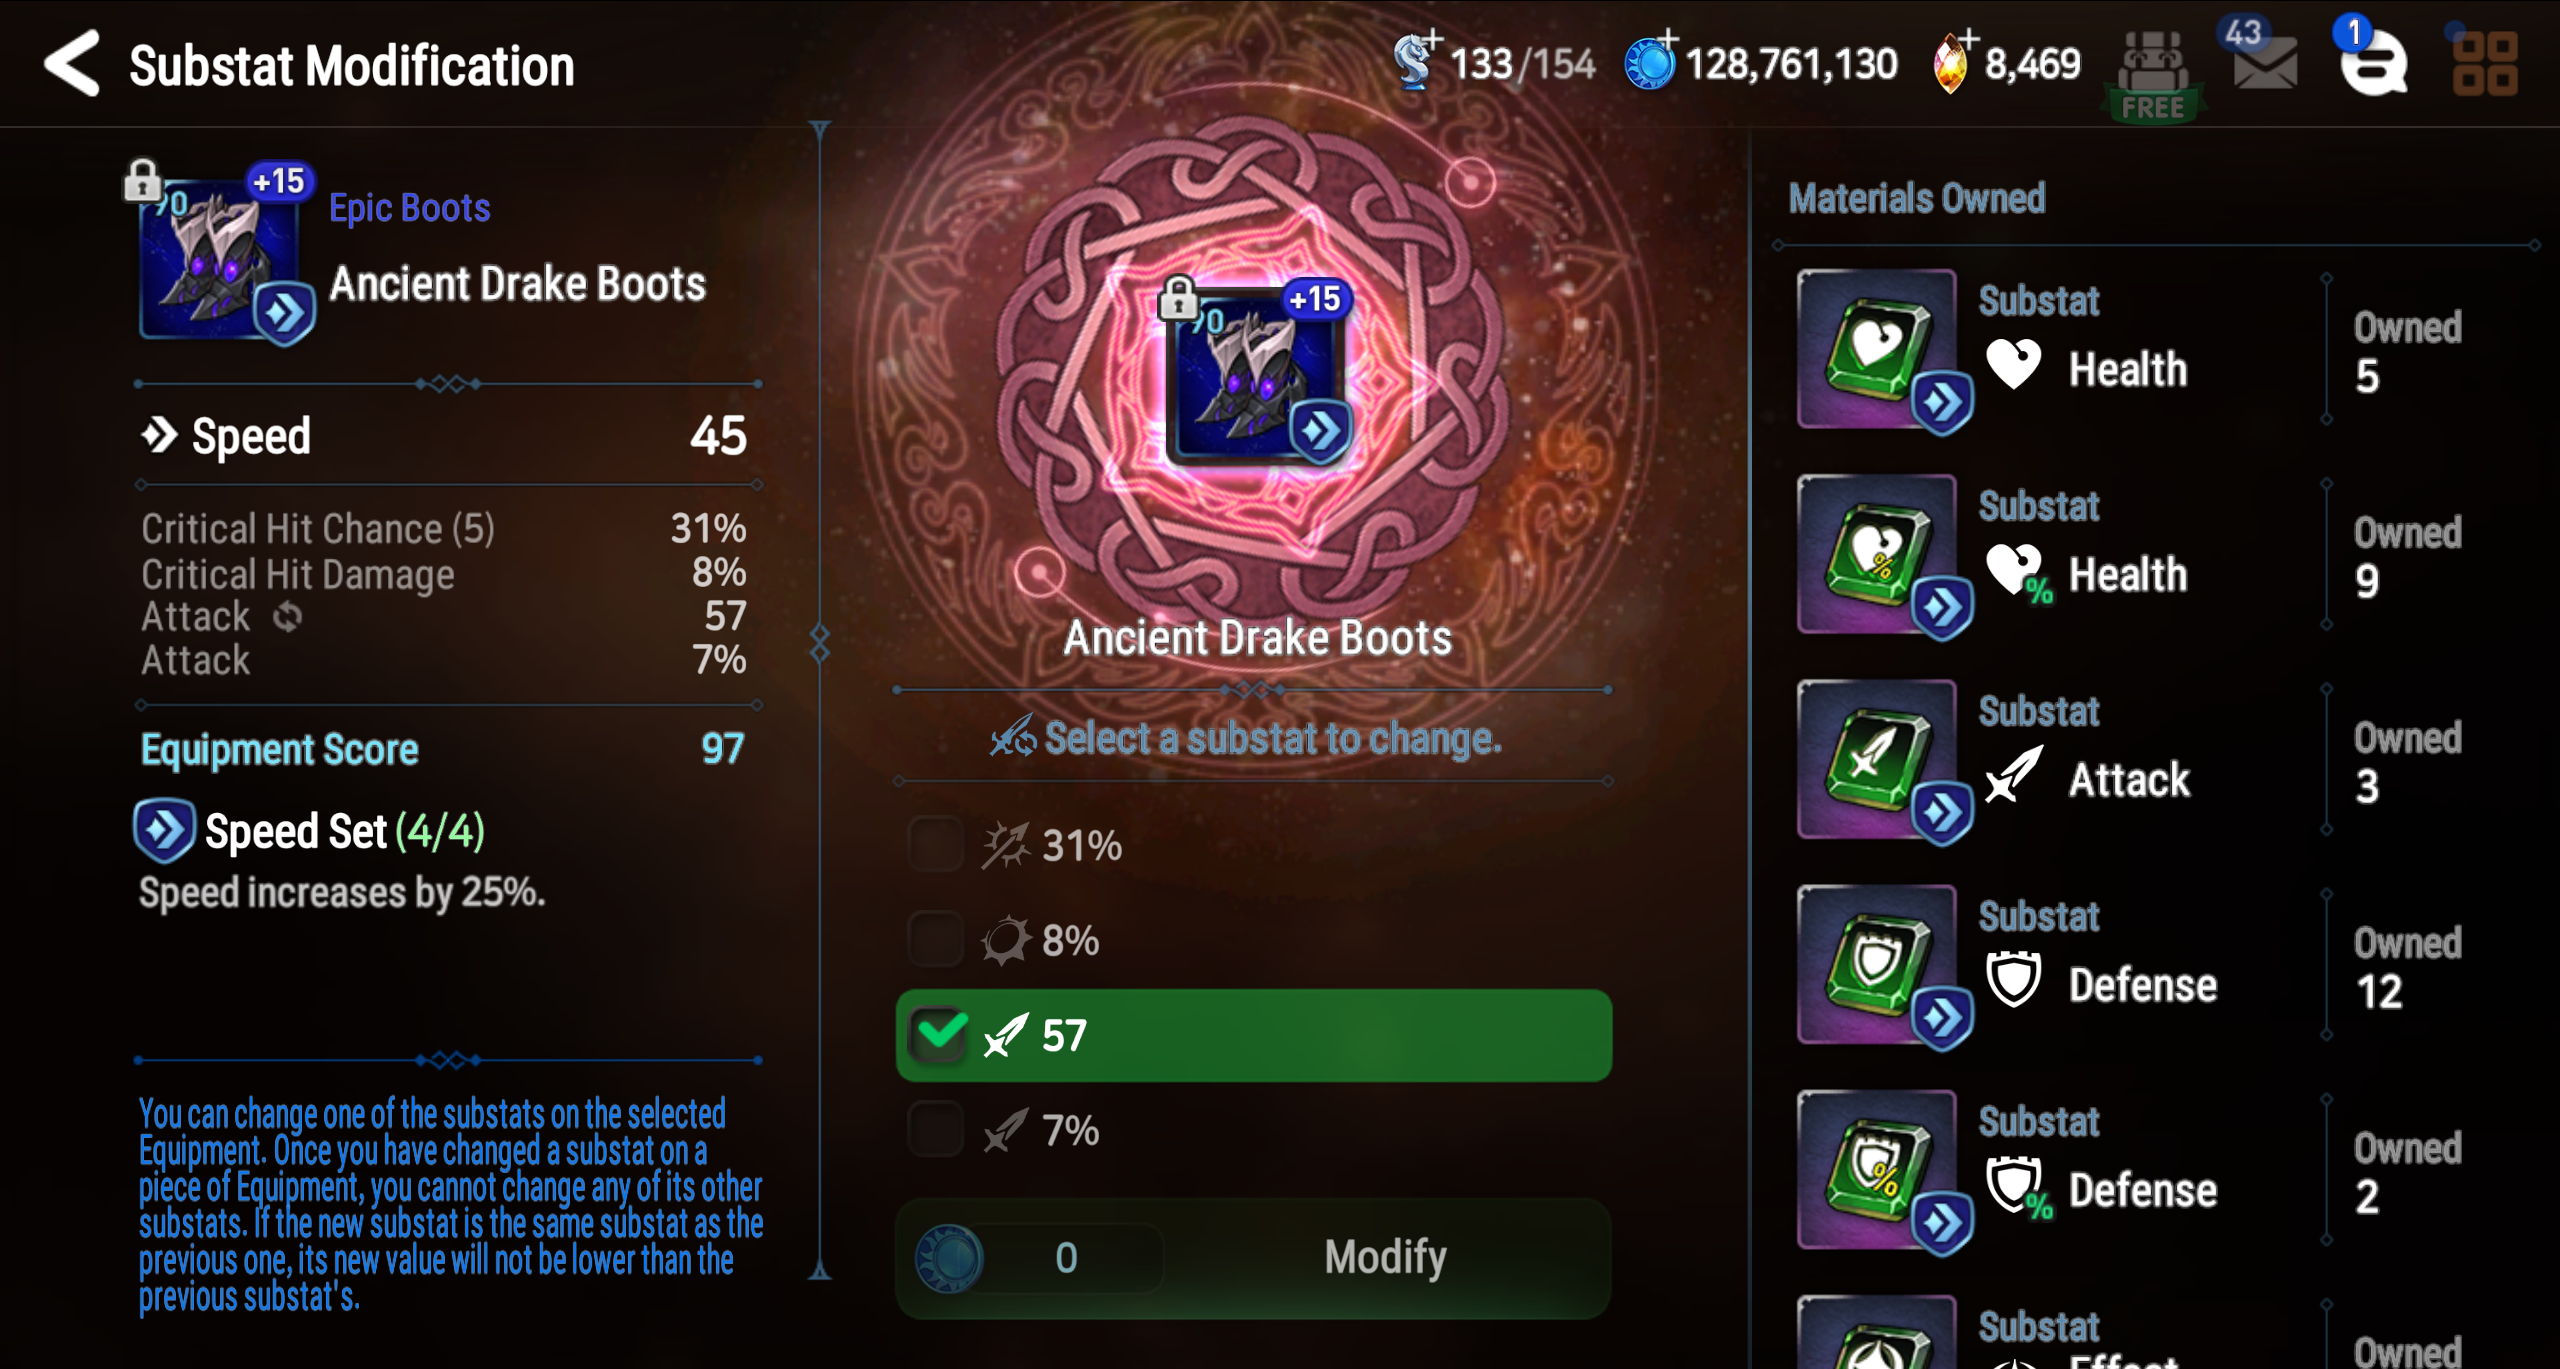 Substat Modification
133/154
128,761,130
8,469
FREE
43
1
+15
90
Epic Boots
Ancient Drake Boots
Speed 45
Critical Hit Chance (5) 31%
Critical Hit Damage 8%
Attack 57
Attack 7%
Equipment Score 97
Speed Set (4/4)
Speed increases by 25%.
You can change one of the substats on the selected
Equipment. Once you have changed a substat on a
piece of Equipment, you cannot change any of its other
substats. If the new substat is the same substat as the
previous one, its new value will not be lower than the
previous substat's.
+15
90
Ancient Drake Boots
Select a substat to change.
31%
8%
57
7%
0 Modify
Materials Owned
Substat
Health
Owned
5
Substat
% Health
Owned
9
Substat
Attack
Owned
3
Substat
Defense
Owned
12
Substat
% Defense
Owned
2
Substat
Effect
Owned